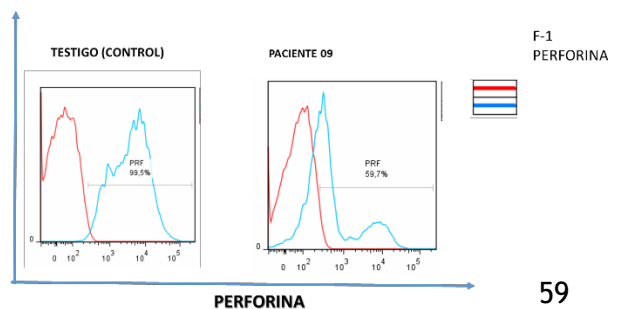 TESTIGO (CONTROL)
PACIENTE 09
F-1
PERFORINA
PRF
99,5%
PRF
59,7%
0
0
0 10² 10³ 10⁴ 10⁵
0 10² 10³ 10⁴ 10⁵
PERFORINA
59